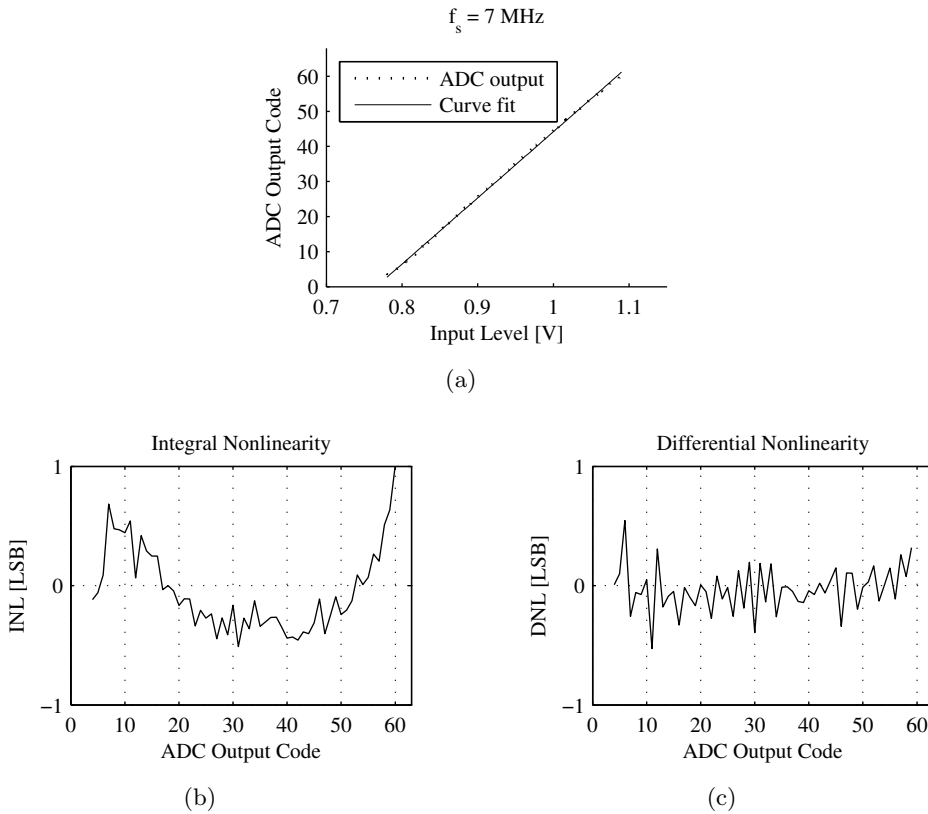 f_s = 7 MHz
ADC Output Code
60
50
40
30
20
10
0
ADC output
Curve fit
0.7 0.8 0.9 1 1.1
Input Level [V]
(a)
Integral Nonlinearity
INL [LSB]
1
0
−1
0 10 20 30 40 50 60
ADC Output Code
(b)
Differential Nonlinearity
DNL [LSB]
1
0
−1
0 10 20 30 40 50 60
ADC Output Code
(c)